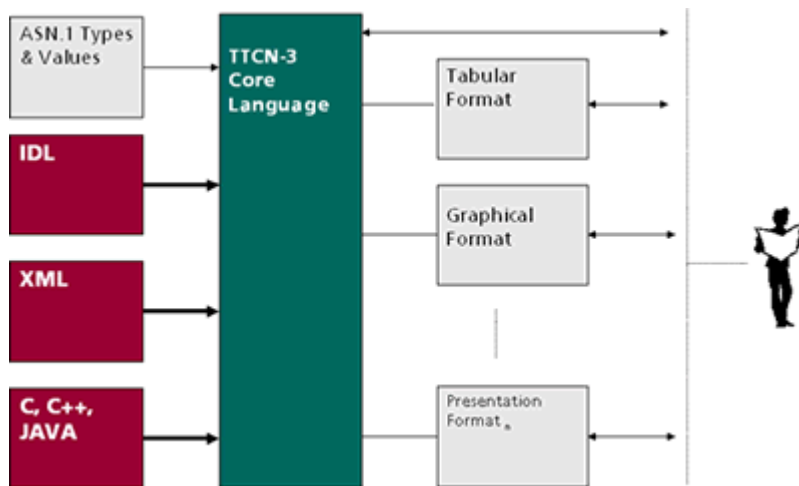 ASN.1 Types
& Values
TTCN-3
Core
Language
Tabular
Format
IDL
Graphical
Format
XML
C, C++,
JAVA
Presentation
Format n